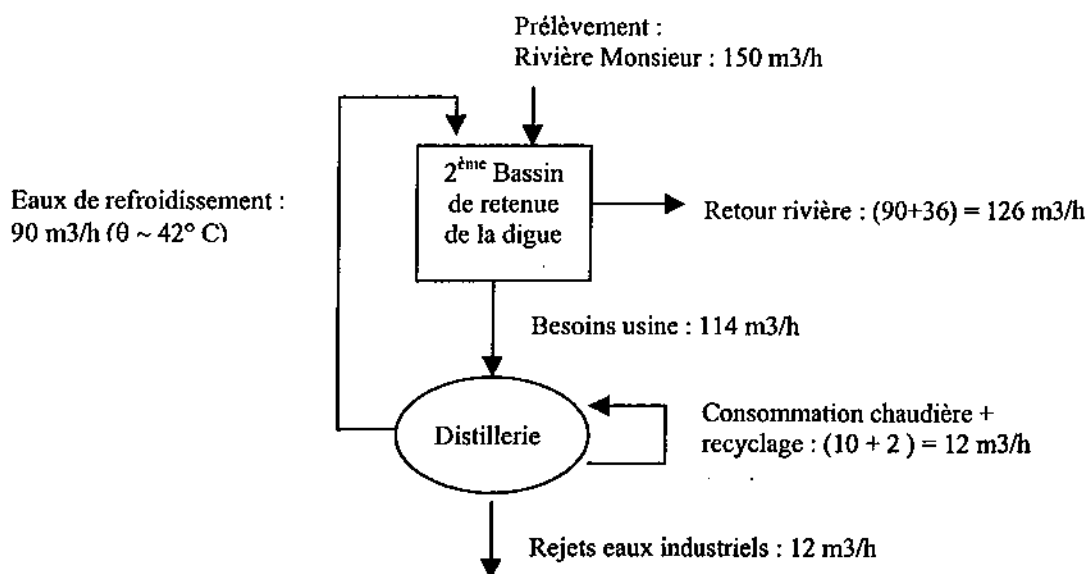 Prélèvement :
Rivière Monsieur : 150 m3/h
2ème Bassin
de retenue
de la digue
Eaux de refroidissement :
90 m3/h (θ ~ 42° C)
Retour rivière : (90+36) = 126 m3/h
Besoins usine : 114 m3/h
Distillerie
Consommation chaudière +
recyclage : (10 + 2 ) = 12 m3/h
Rejets eaux industriels : 12 m3/h